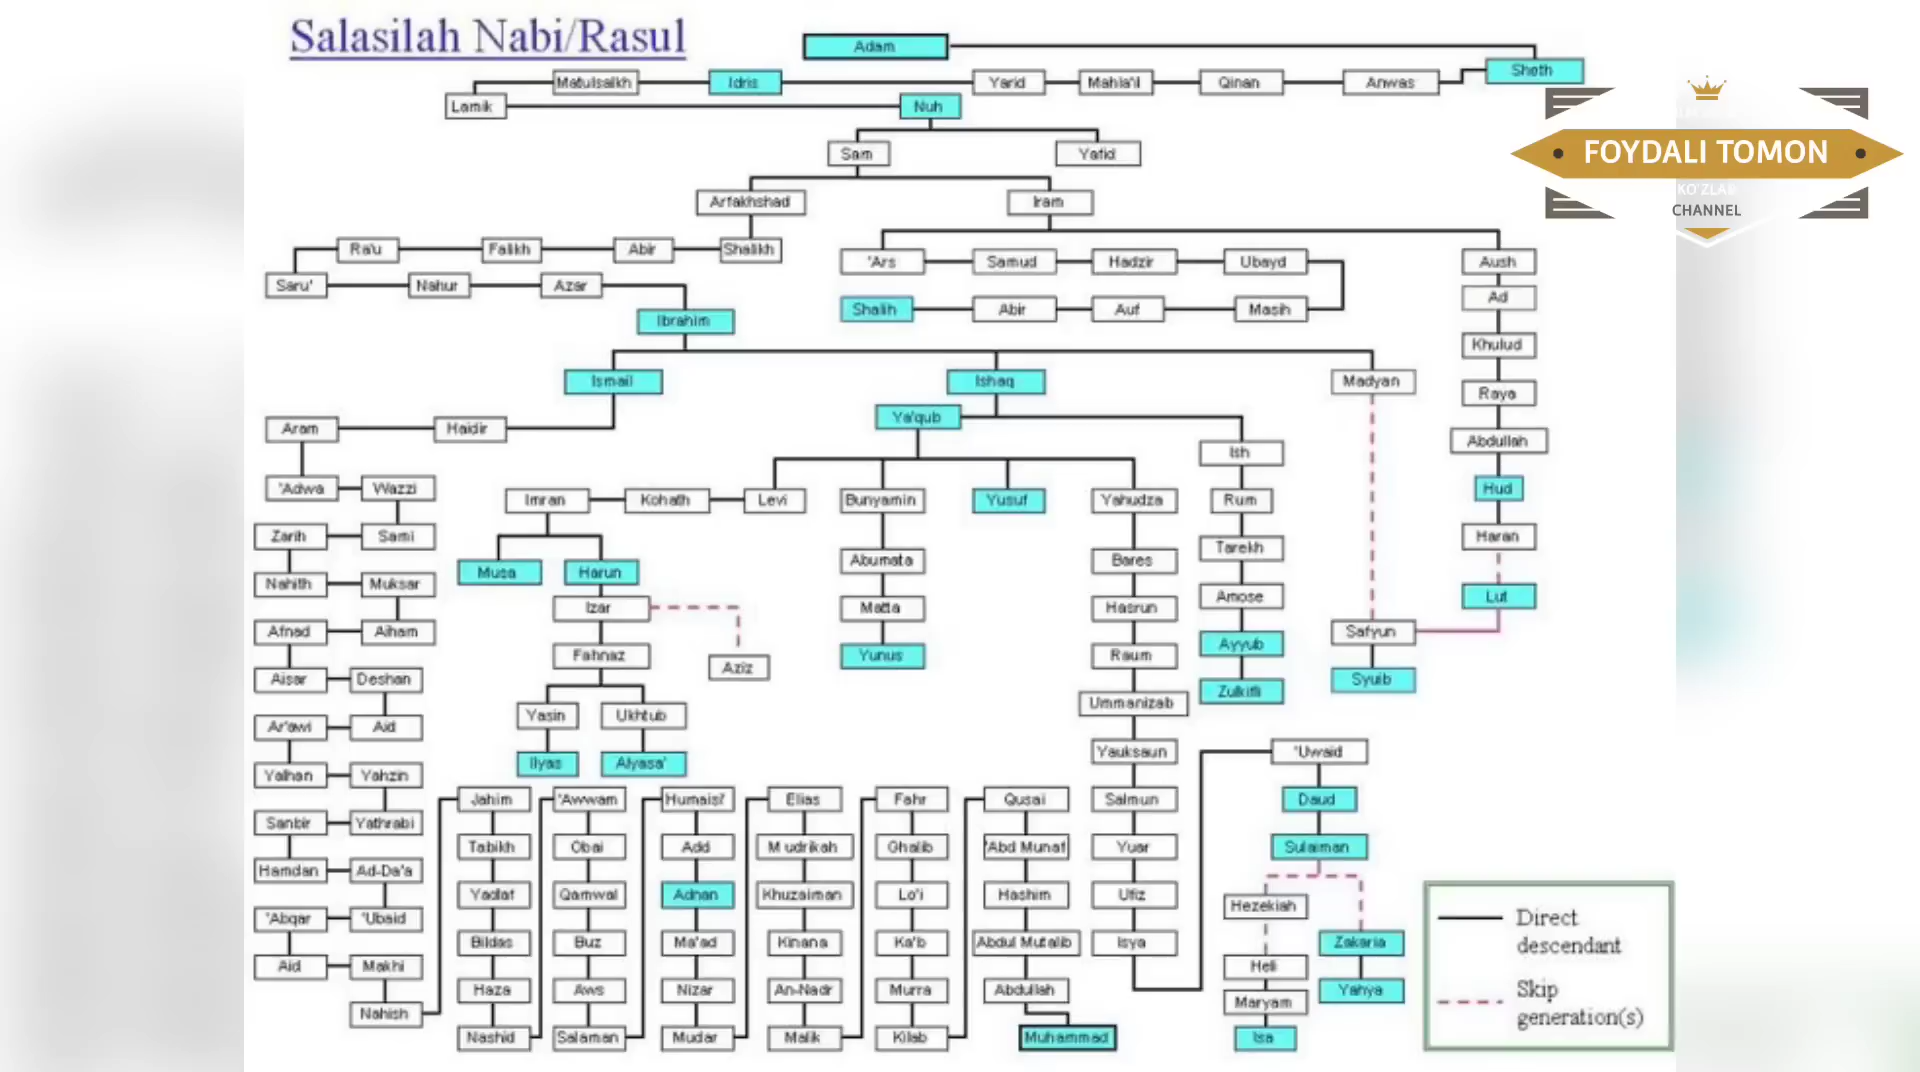 Salasilah Nabi/Rasul
Adam
Sheth
Matulsalkh Idris Yarid Mahla'il Qinan Anwas
Lamik Nuh
FOYDALI TOMON
KO'ZLAB
CHANNEL
Sam Yafid
Arfakhshad Iram
Ra'u Falikh Abir Shalikh
'Ars Samud Hadzir Ubayd Aush
Saru' Nahur Azar
Ad
Shalih Abir Auf Masih
Ibrahim
Khulud
Ismail Ishaq Madyan
Raya
Ya'qub
Aram Haidir
Abdullah
Ish
'Adwa Wazzi
Hud
Imran Kohath Levi Bunyamin Yusuf Yahudza Rum
Zarih Sami
Haran
Tarekh
Musa Harun
Abumata Bares
Nahith Muksar
Amose
Lut
Izar Matta Hasrun
Afnad Aiham
Safyun
Ayyub
Fahnaz Aziz Yunus Raum
Aisar Deshan
Zulkifli Syuib
Ummanizab
Yasin Ukhtub
Ar'awi Aid
Yauksaun 'Uwaid
Ilyas Alyasa'
Yalhan Yahzin
Jahim 'Awwam Humais? Elias Fahr Qusai Salmun Daud
Sanbir Yathrabi
Tabikh Obai Add Mudrikah Ghalib 'Abd Munaf Yuar Sulaiman
Hamdan Ad-Da'a
Yadlaf Qamwal Adnan Khuzaiman Lo'i Hashim Ufiz
Hezekiah
'Abqar 'Ubaid
Bildas Buz Ma'ad Kinana Ka'b Abdul Mutalib Isya Zakaria
Aid Makhi
Heli
Haza Aws Nizar An-Nadr Murra Abdullah Yahya
Maryam
Nahish
Nashid Salaman Mudar Malik Kilab Muhammad Isa
Direct
descendant
Skip
generation(s)